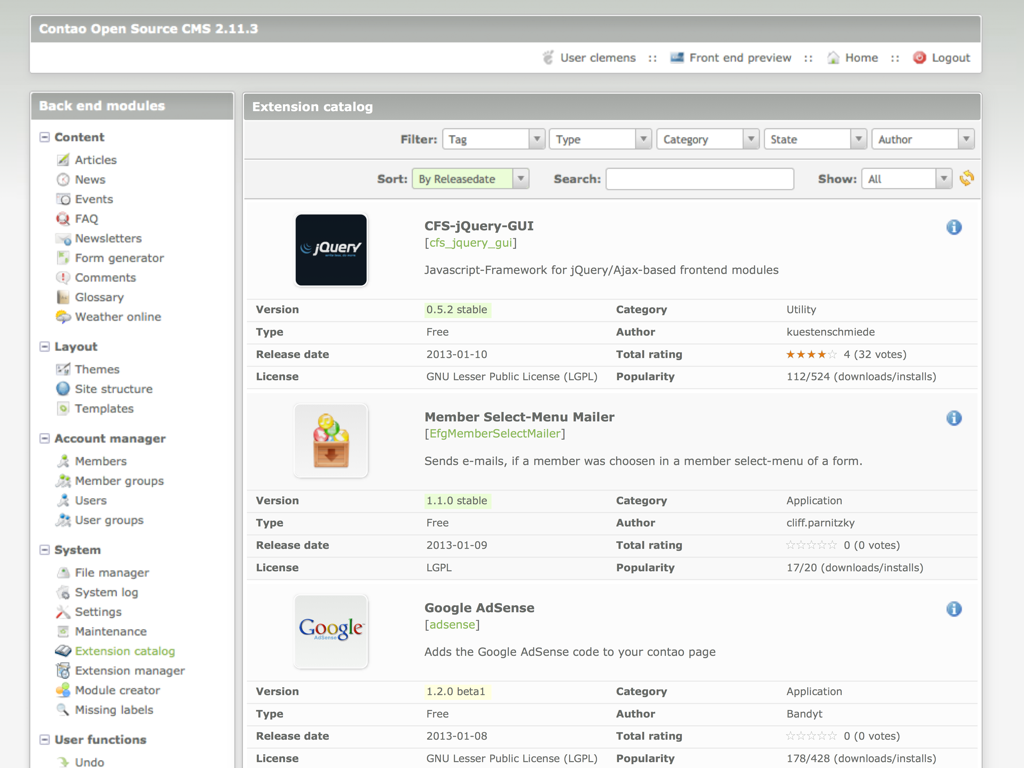 Contao Open Source CMS 2.11.3
User clemens :: Front end preview :: Home :: Logout
Back end modules
Content
Articles
News
Events
FAQ
Newsletters
Form generator
Comments
Glossary
Weather online
Layout
Themes
Site structure
Templates
Account manager
Members
Member groups
Users
User groups
System
File manager
System log
Settings
Maintenance
Extension catalog
Extension manager
Module creator
Missing labels
User functions
Undo
Extension catalog
Filter: Tag Type Category State Author
Sort: By Releasedate Search: Show: All
jQuery
CFS-jQuery-GUI
[cfs_jquery_gui]
Javascript-Framework for jQuery/Ajax-based frontend modules
Version 0.5.2 stable Category Utility
Type Free Author kuestenschmiede
Release date 2013-01-10 Total rating 4 (32 votes)
License GNU Lesser Public License (LGPL) Popularity 112/524 (downloads/installs)
Member Select-Menu Mailer
[EfgMemberSelectMailer]
Sends e-mails, if a member was choosen in a member select-menu of a form.
Version 1.1.0 stable Category Application
Type Free Author cliff.parnitzky
Release date 2013-01-09 Total rating 0 (0 votes)
License LGPL Popularity 17/20 (downloads/installs)
Google
AdSense
Google AdSense
[adsense]
Adds the Google AdSense code to your contao page
Version 1.2.0 beta1 Category Application
Type Free Author Bandyt
Release date 2013-01-08 Total rating 0 (0 votes)
License GNU Lesser Public License (LGPL) Popularity 178/428 (downloads/installs)